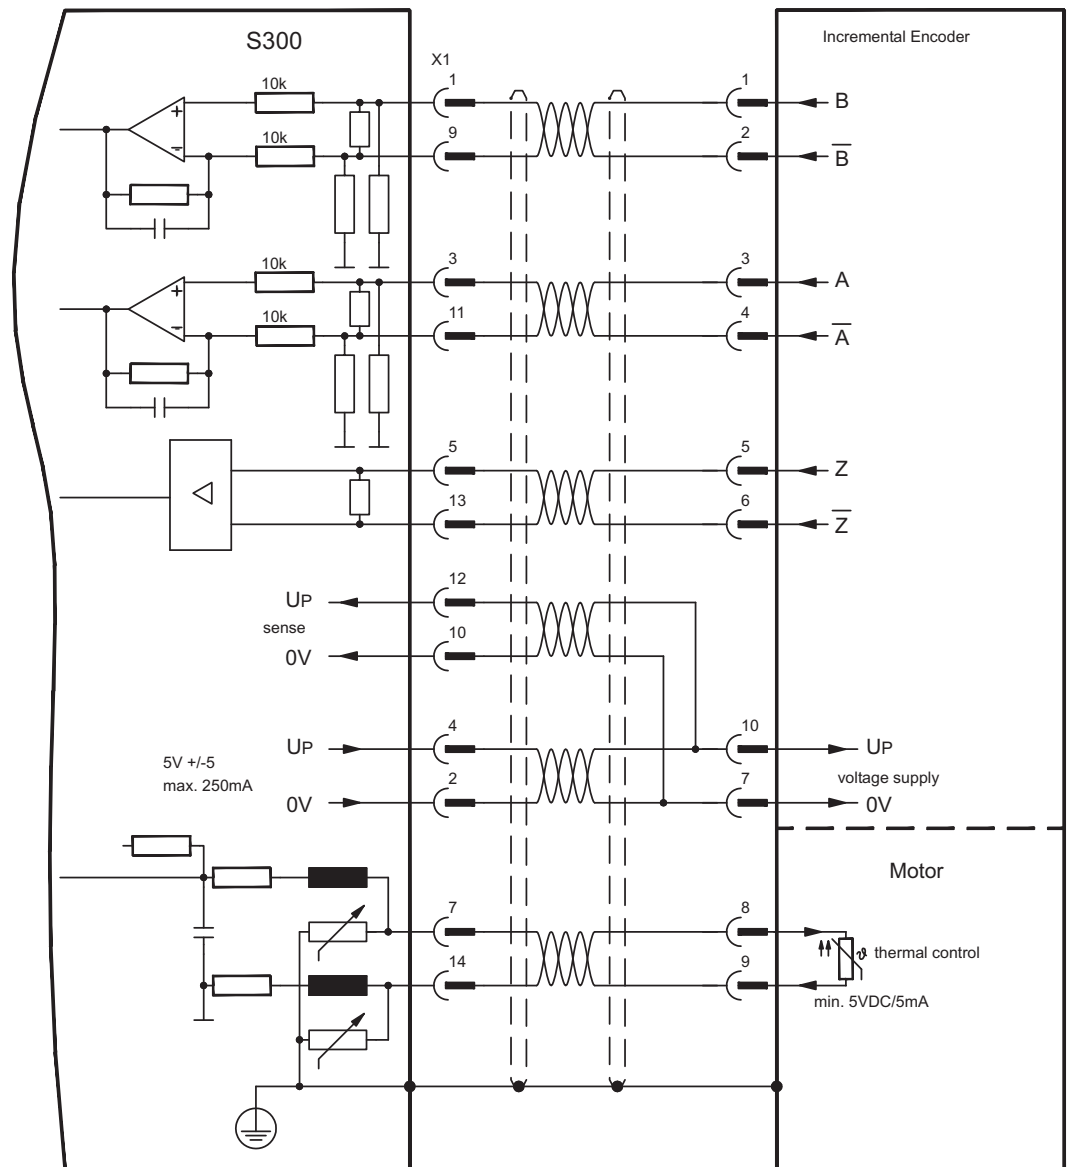 S300
Incremental Encoder
X1
10k
1
1
B
10k
9
2
B̅
+
−
10k
3
3
A
10k
11
4
A̅
+
−
5
5
Z
13
6
Z̅
UP
12
sense
0V
10
5V +/-5
max. 250mA
UP
4
10
UP
voltage supply
0V
2
7
0V
Motor
7
8
ϑ thermal control
14
9
min. 5VDC/5mA